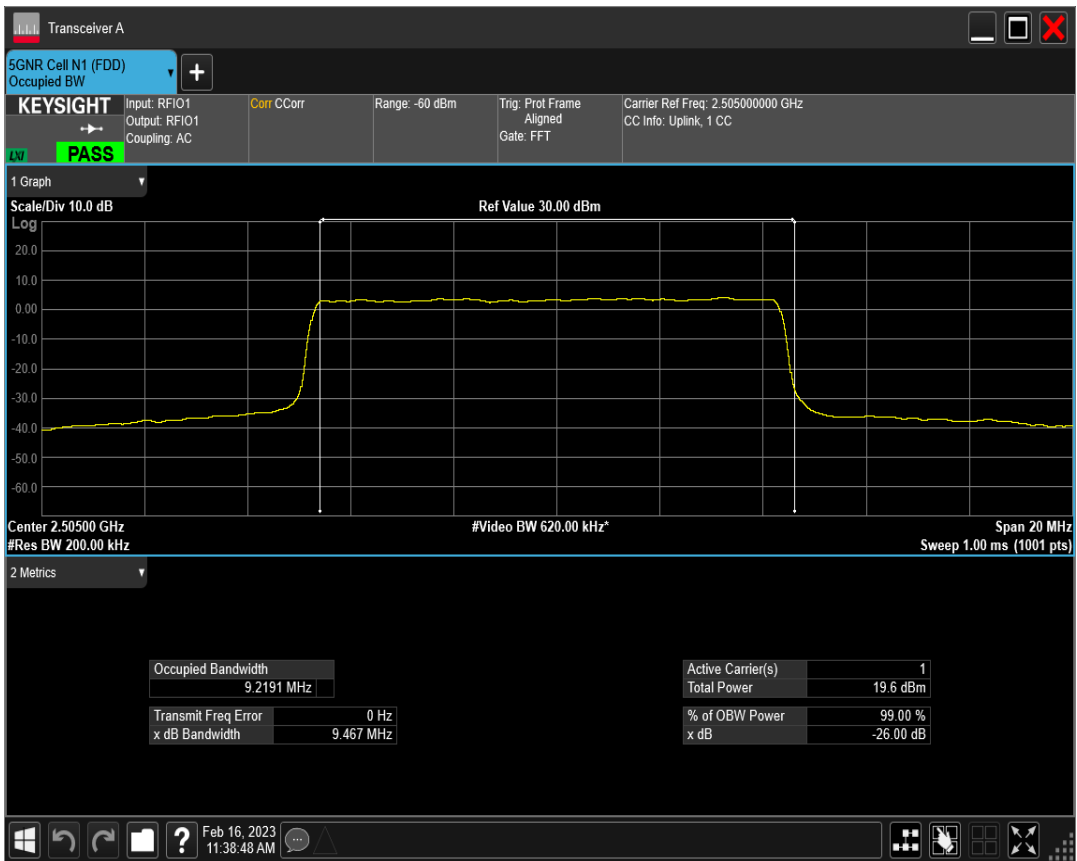 Transceiver A
5GNR Cell N1 (FDD)
Occupied BW
+
KEYSIGHT
LXI
PASS
Input: RFIO1
Output: RFIO1
Coupling: AC
Corr CCorr
Range: -60 dBm
Trig: Prot Frame
Aligned
Gate: FFT
Carrier Ref Freq: 2.505000000 GHz
CC Info: Uplink, 1 CC
1 Graph
Scale/Div 10.0 dB
Ref Value 30.00 dBm
Log
20.0
10.0
0.00
-10.0
-20.0
-30.0
-40.0
-50.0
-60.0
Center 2.50500 GHz
#Video BW 620.00 kHz*
Span 20 MHz
#Res BW 200.00 kHz
Sweep 1.00 ms (1001 pts)
2 Metrics
Occupied Bandwidth
9.2191 MHz
Transmit Freq Error 0 Hz
x dB Bandwidth 9.467 MHz
Active Carrier(s) 1
Total Power 19.6 dBm
% of OBW Power 99.00 %
x dB -26.00 dB
?
Feb 16, 2023
11:38:48 AM